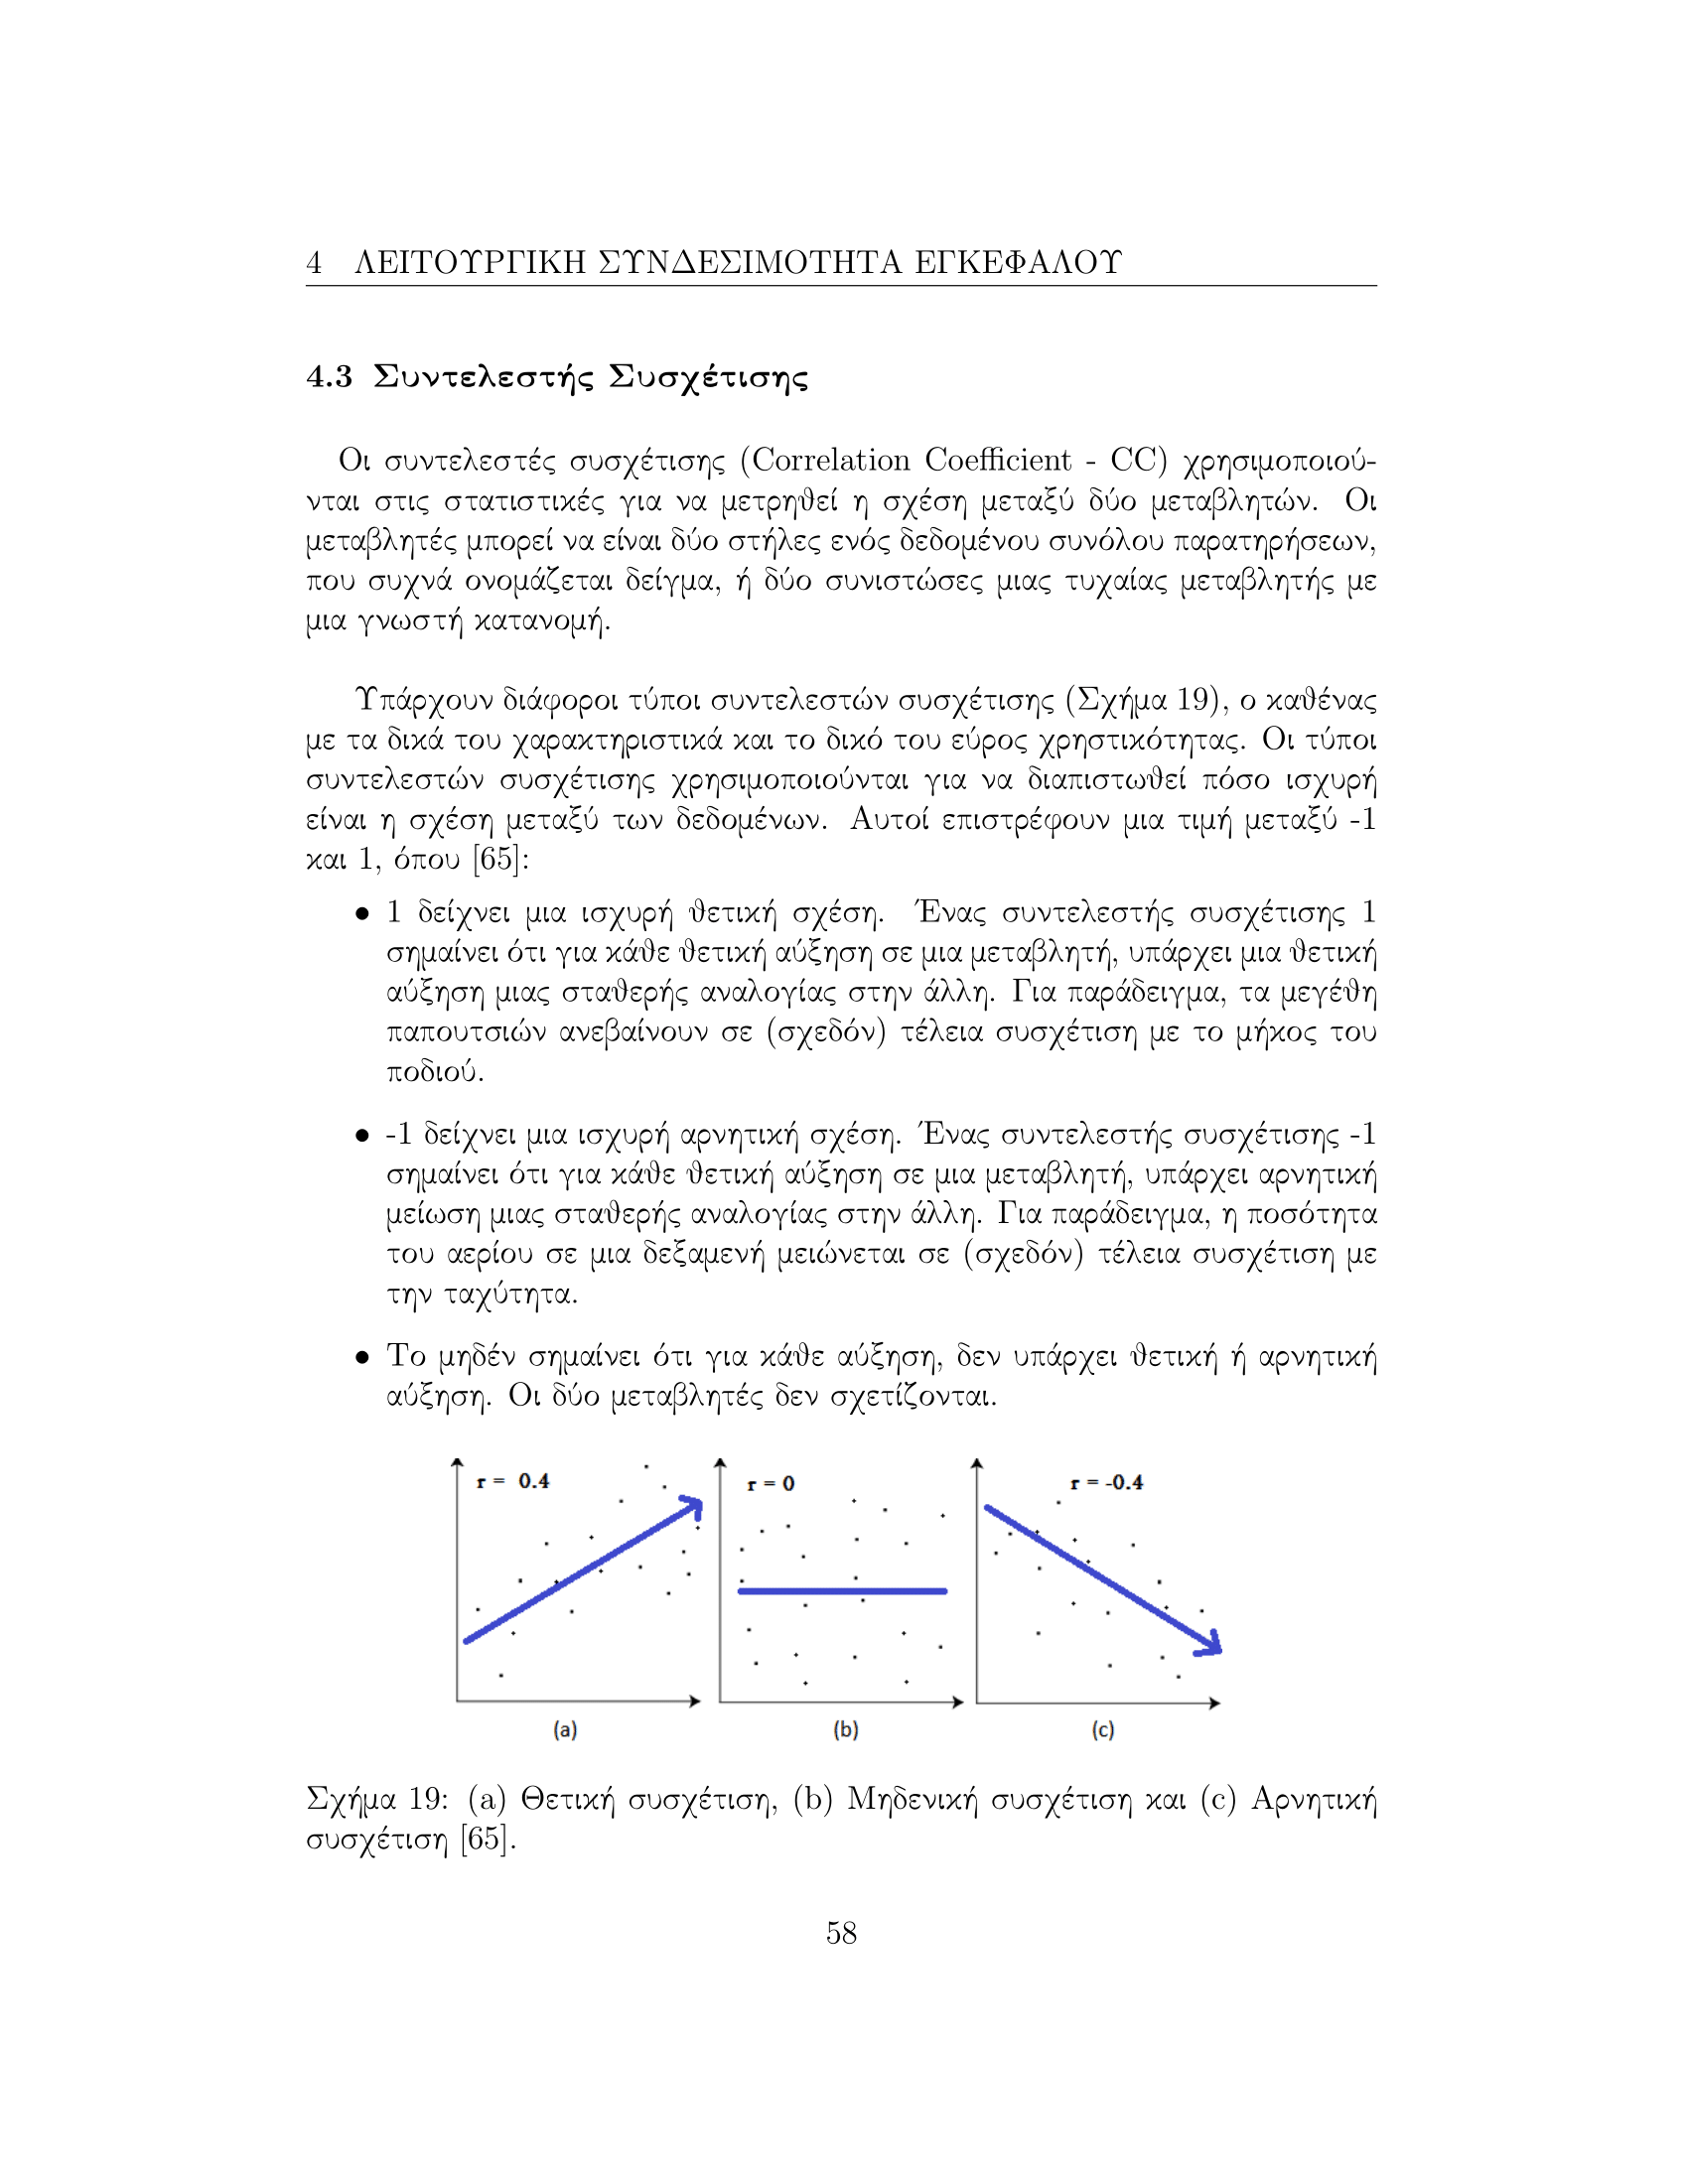 4 ΛΕΙΤΟΥΡΓΙΚΗ ΣΥΝΔΕΣΙΜΟΤΗΤΑ ΕΓΚΕΦΑΛΟΥ
4.3 Συντελεστής Συσχέτισης
Οι συντελεστές συσχέτισης (Correlation Coefficient - CC) χρησιμοποιού-
νται στις στατιστικές για να μετρηθεί η σχέση μεταξύ δύο μεταβλητών. Οι
μεταβλητές μπορεί να είναι δύο στήλες ενός δεδομένου συνόλου παρατηρήσεων,
που συχνά ονομάζεται δείγμα, ή δύο συνιστώσες μιας τυχαίας μεταβλητής με
μια γνωστή κατανομή.
Υπάρχουν διάφοροι τύποι συντελεστών συσχέτισης (Σχήμα 19), ο καθένας
με τα δικά του χαρακτηριστικά και το δικό του εύρος χρηστικότητας. Οι τύποι
συντελεστών συσχέτισης χρησιμοποιούνται για να διαπιστωθεί πόσο ισχυρή
είναι η σχέση μεταξύ των δεδομένων. Αυτοί επιστρέφουν μια τιμή μεταξύ -1
και 1, όπου [65]:
• 1 δείχνει μια ισχυρή θετική σχέση. Ένας συντελεστής συσχέτισης 1
σημαίνει ότι για κάθε θετική αύξηση σε μια μεταβλητή, υπάρχει μια θετική
αύξηση μιας σταθερής αναλογίας στην άλλη. Για παράδειγμα, τα μεγέθη
παπουτσιών ανεβαίνουν σε (σχεδόν) τέλεια συσχέτιση με το μήκος του
ποδιού.
• -1 δείχνει μια ισχυρή αρνητική σχέση. Ένας συντελεστής συσχέτισης -1
σημαίνει ότι για κάθε θετική αύξηση σε μια μεταβλητή, υπάρχει αρνητική
μείωση μιας σταθερής αναλογίας στην άλλη. Για παράδειγμα, η ποσότητα
του αερίου σε μια δεξαμενή μειώνεται σε (σχεδόν) τέλεια συσχέτιση με
την ταχύτητα.
• Το μηδέν σημαίνει ότι για κάθε αύξηση, δεν υπάρχει θετική ή αρνητική
αύξηση. Οι δύο μεταβλητές δεν σχετίζονται.
r = 0.4
r = 0
r = -0.4
(a)
(b)
(c)
Σχήμα 19: (a) Θετική συσχέτιση, (b) Μηδενική συσχέτιση και (c) Αρνητική
συσχέτιση [65].
58